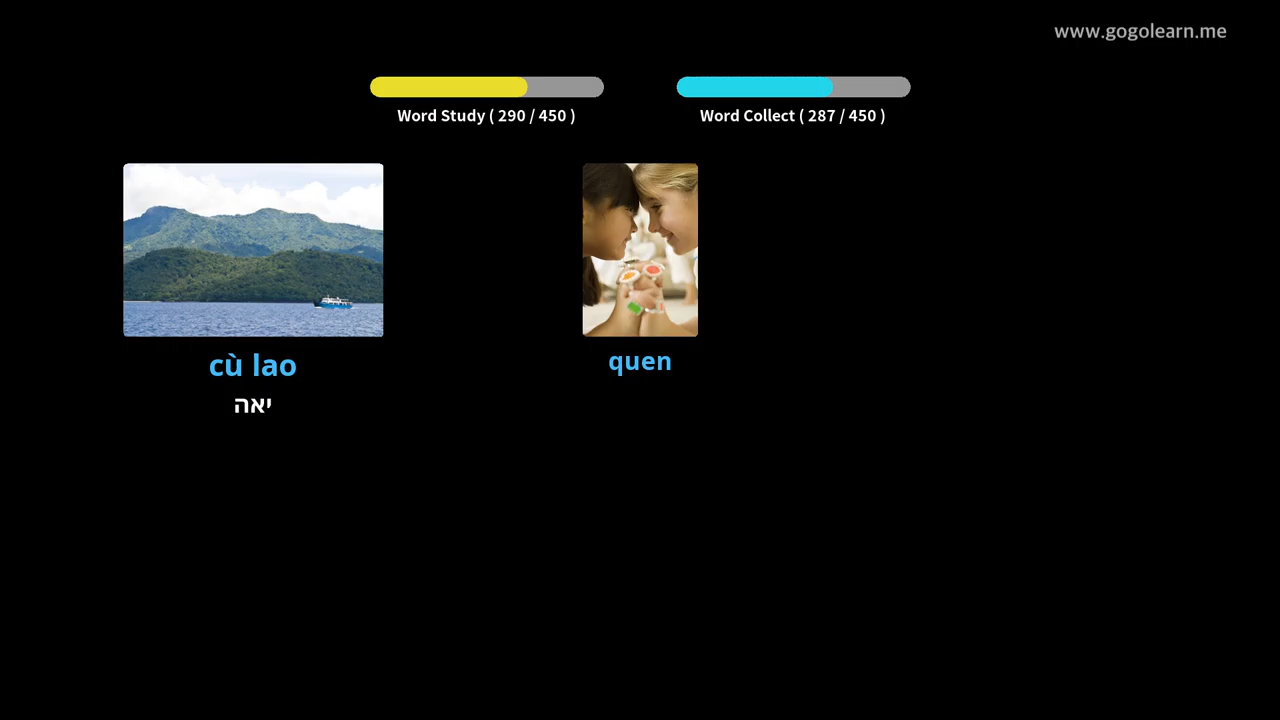 www.gogolearn.me
Word Study ( 290 / 450 )
Word Collect ( 287 / 450 )
cù lao
יאה
quen